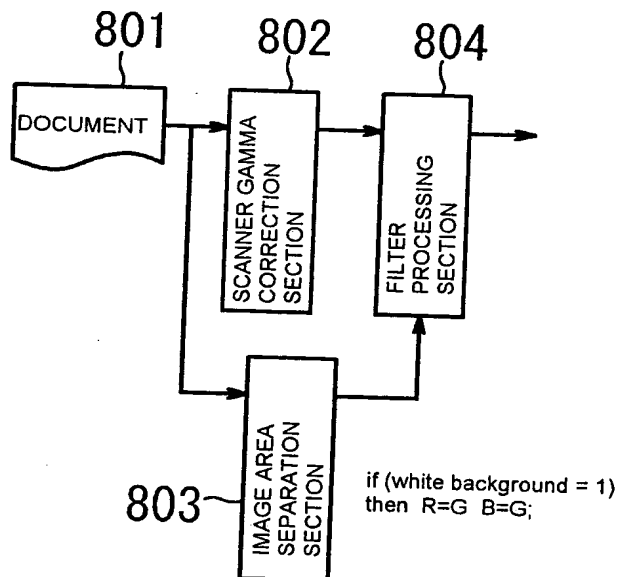 801
802
804
DOCUMENT
SCANNER GAMMA
CORRECTION
SECTION
FILTER
PROCESSING
SECTION
803
IMAGE AREA
SEPARATION
SECTION
if (white background = 1)
then R=G B=G;